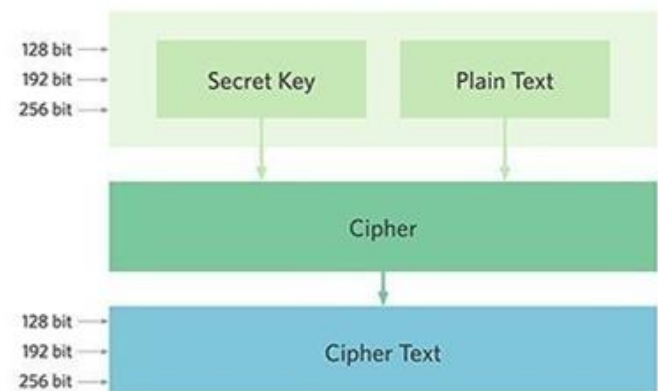 128 bit
192 bit
256 bit
Secret Key
Plain Text
Cipher
128 bit
192 bit
256 bit
Cipher Text